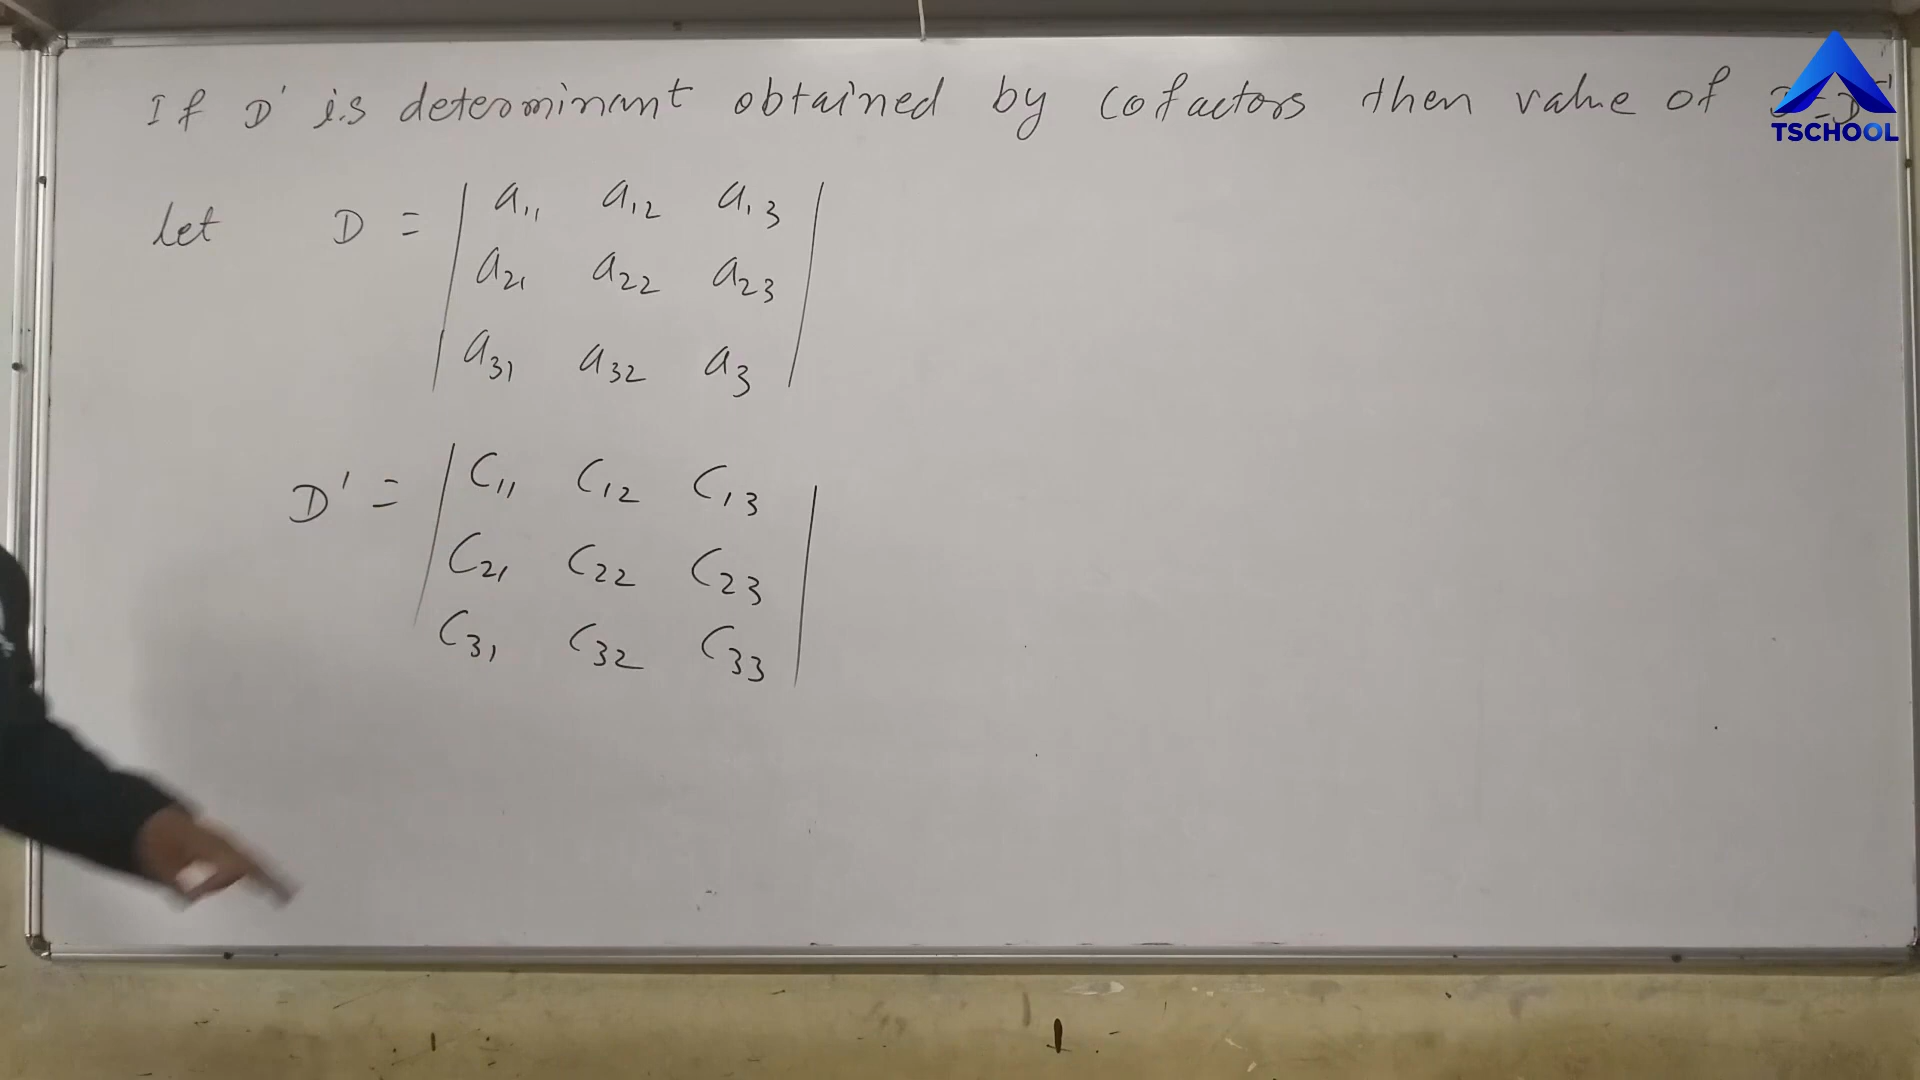 If D' is determinant obtained by cofactors then value of
TSCHOOL
let D = | a₁₁ a₁₂ a₁₃ |
a₂₁ a₂₂ a₂₃
a₃₁ a₃₂ a₃
D' = | C₁₁ C₁₂ C₁₃ |
C₂₁ C₂₂ C₂₃
C₃₁ C₃₂ C₃₃